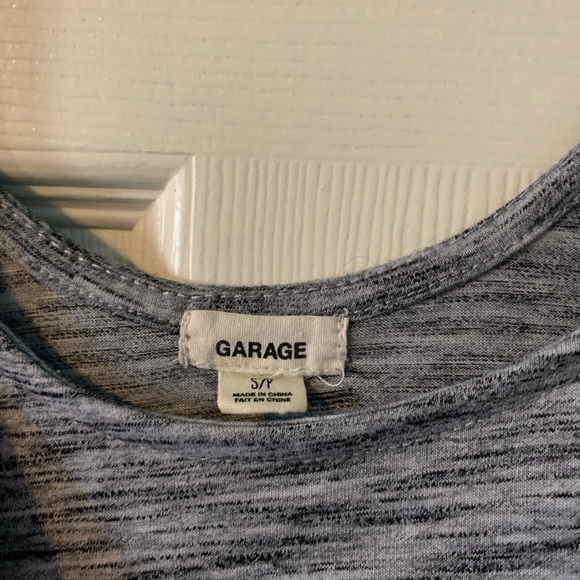 GARAGE
S/P
MADE IN CHINA
FAIT EN CHINE